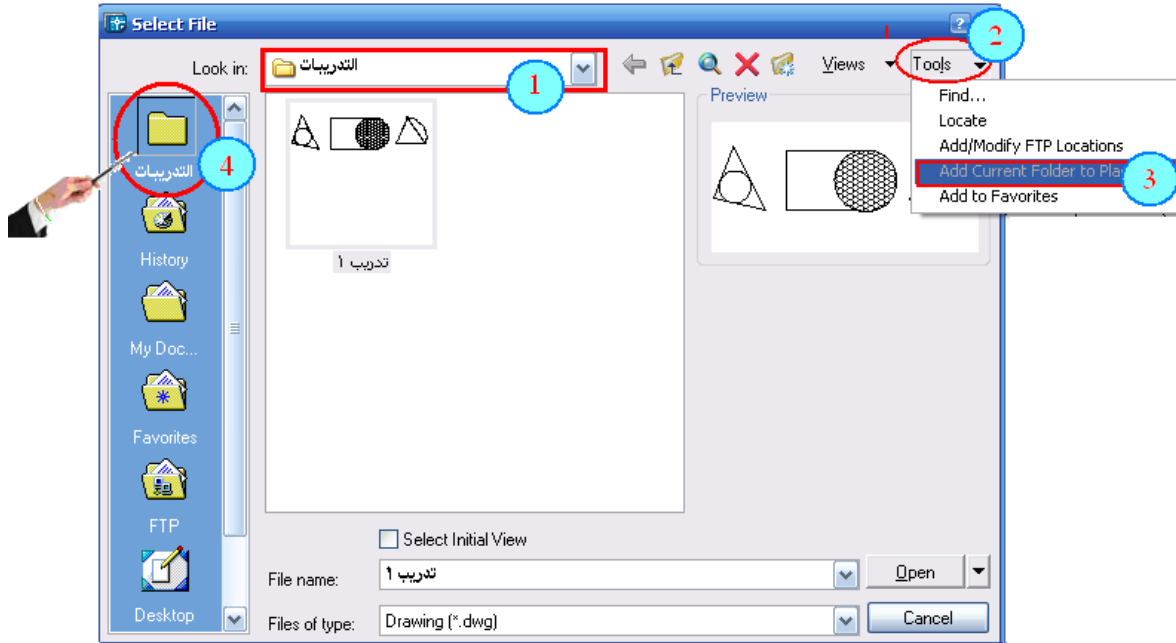 Select File
?
2
Look in:
التدريبات
1
Views
Tools
Find...
Locate
Add/Modify FTP Locations
Add Current Folder to
3
Add to Favorites
Preview
التدريبات
4
History
My Doc...
Favorites
FTP
Desktop
تدريب ١
Select Initial View
File name:
تدريب ١
Open
Files of type:
Drawing (*.dwg)
Cancel